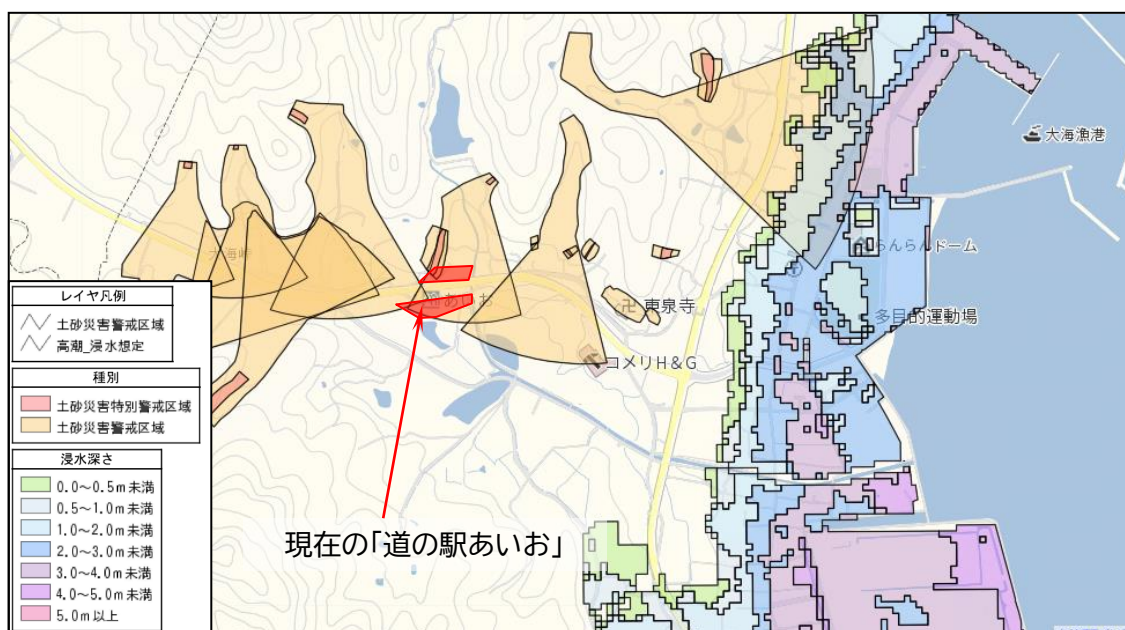 大海漁港
らんらんドーム
多目的運動場
大海峠
あいお
東泉寺
コメリH&G
現在の「道の駅あいお」
レイヤ凡例
土砂災害警戒区域
高潮_浸水想定
種別
土砂災害特別警戒区域
土砂災害警戒区域
浸水深さ
0.0～0.5m未満
0.5～1.0m未満
1.0～2.0m未満
2.0～3.0m未満
3.0～4.0m未満
4.0～5.0m未満
5.0m以上